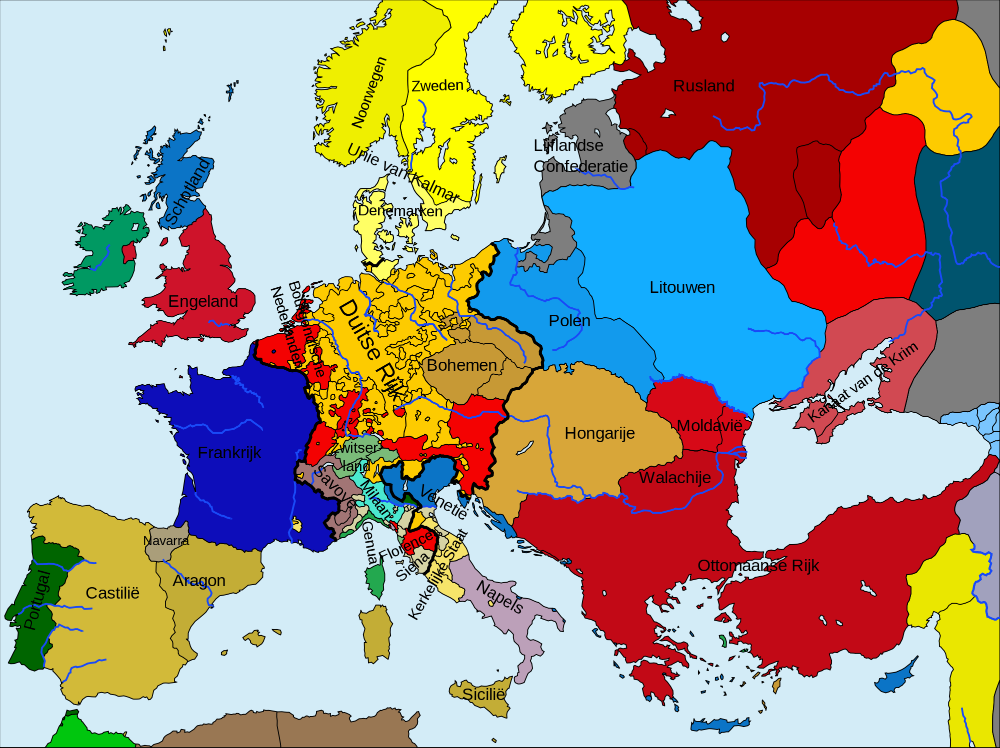 Noorwegen
Zweden
Rusland
Unie van Kalmar
Lijflandse
Confederatie
Schotland
Denemarken
Engeland
Bourgondische
Nederlanden
Duitse Rijk
Litouwen
Polen
Bohemen
Kanaat van de Krim
Frankrijk
Zwitser-
land
Hongarije
Moldavië
Walachije
Savoye
Milaan
Venetië
Genua
Florence
Siena
Kerkelijke Staat
Navarra
Portugal
Castilië
Aragon
Napels
Ottomaanse Rijk
Sicilië